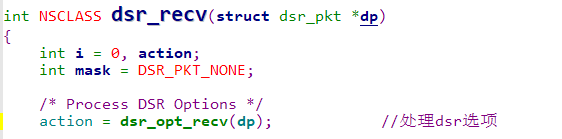 int NSCLASS dsr_recv(struct dsr_pkt *dp)
{
int i = 0, action;
int mask = DSR_PKT_NONE;
/* Process DSR Options */
action = dsr_opt_recv(dp); //处理dsr选项